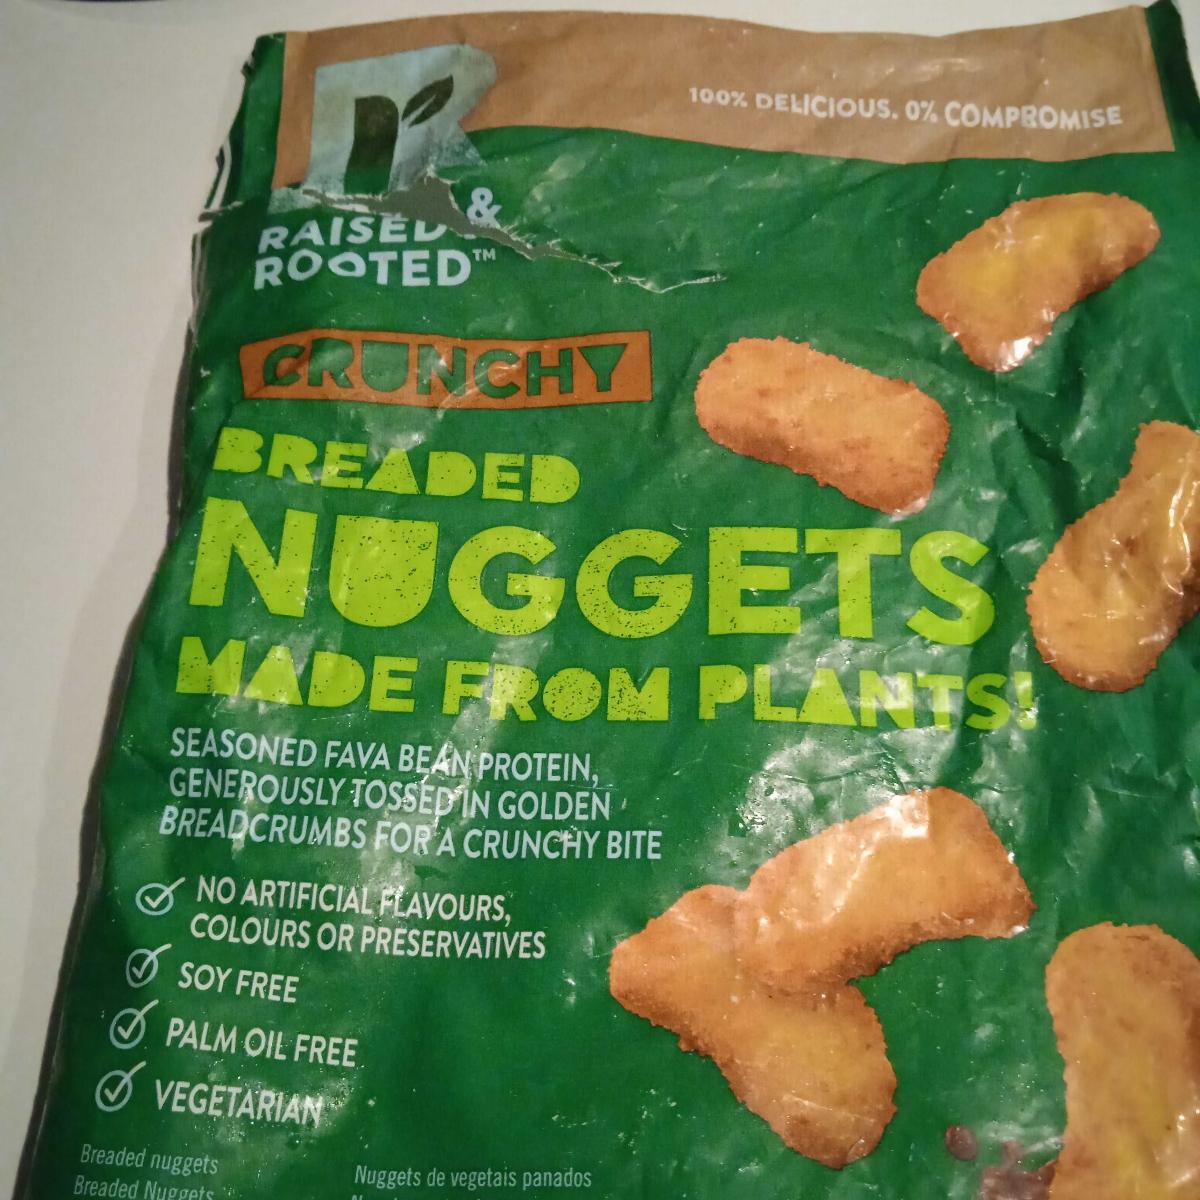 100% DELICIOUS. 0% COMPROMISE
RAISED &
ROOTED™
CRUNCHY
BREADED
NUGGETS
MADE FROM PLANTS!
SEASONED FAVA BEAN PROTEIN,
GENEROUSLY TOSSED IN GOLDEN
BREADCRUMBS FOR A CRUNCHY BITE
NO ARTIFICIAL FLAVOURS,
COLOURS OR PRESERVATIVES
SOY FREE
PALM OIL FREE
VEGETARIAN
Breaded nuggets
Breaded Nuggets
Nuggets de vegetais panados